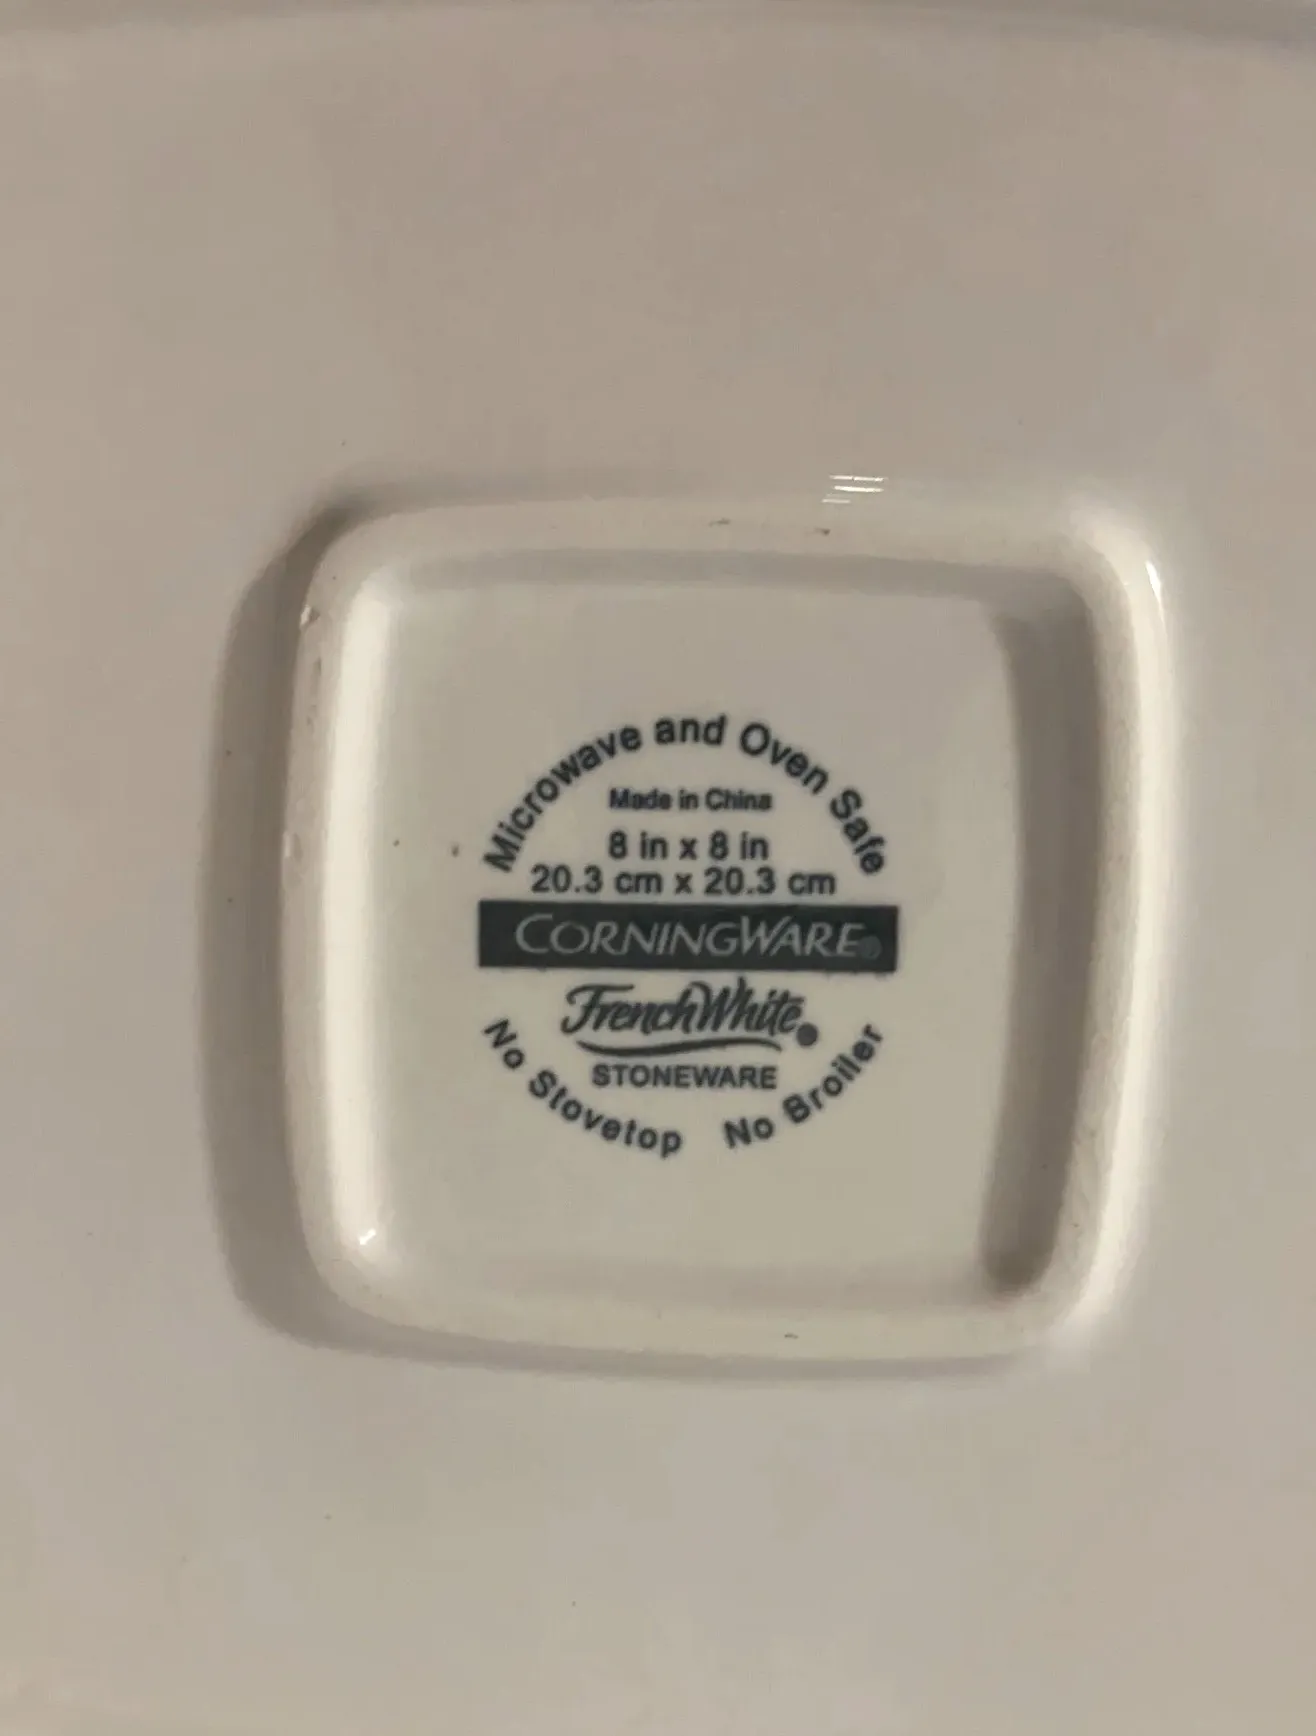 Microwave and Oven Safe
Made in China
8 in x 8 in
20.3 cm x 20.3 cm
CORNINGWARE®
FrenchWhite®
STONEWARE
No Stovetop No Broiler